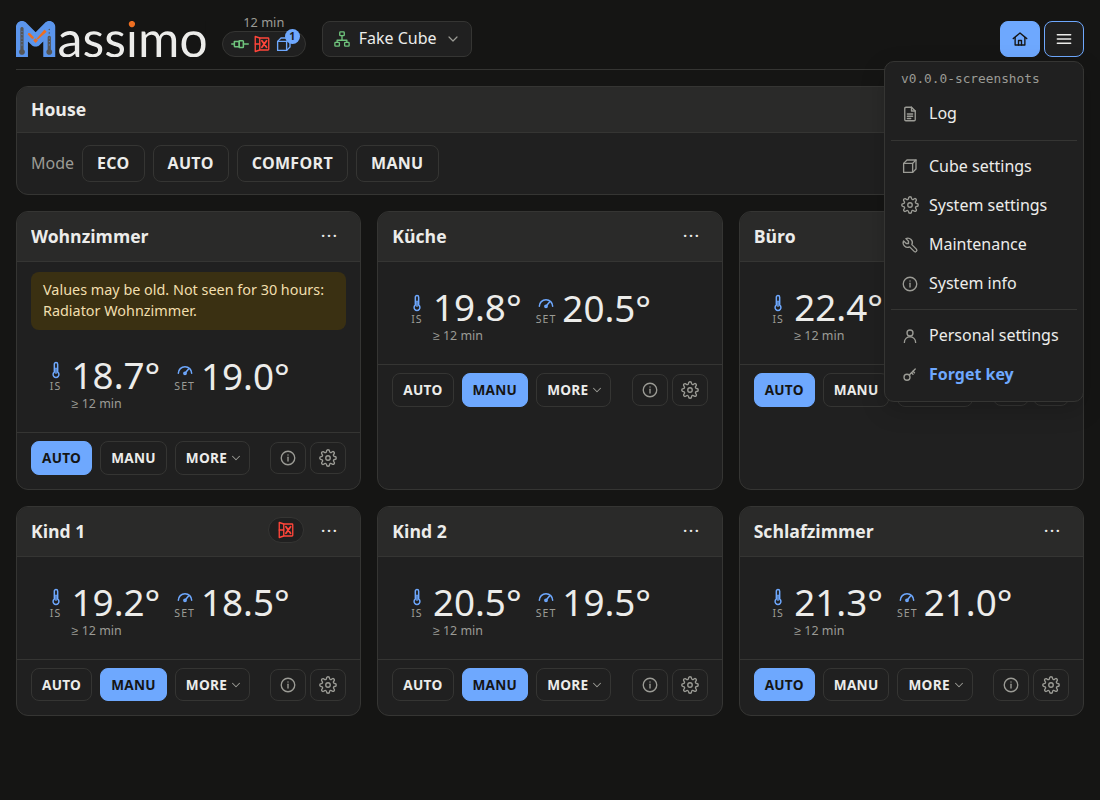 Massimo
12 min
1
Fake Cube
v0.0.0-screenshots
Log
Cube settings
System settings
Maintenance
System info
Personal settings
Forget key
House
Mode ECO AUTO COMFORT MANU
Wohnzimmer
Values may be old. Not seen for 30 hours:
Radiator Wohnzimmer.
IS 18.7° SET 19.0°
≥ 12 min
AUTO MANU MORE
Küche
IS 19.8° SET 20.5°
≥ 12 min
AUTO MANU MORE
Büro
IS 22.4°
≥ 12 min
AUTO MANU
Kind 1
IS 19.2° SET 18.5°
≥ 12 min
AUTO MANU MORE
Kind 2
IS 20.5° SET 19.5°
≥ 12 min
AUTO MANU MORE
Schlafzimmer
IS 21.3° SET 21.0°
≥ 12 min
AUTO MANU MORE